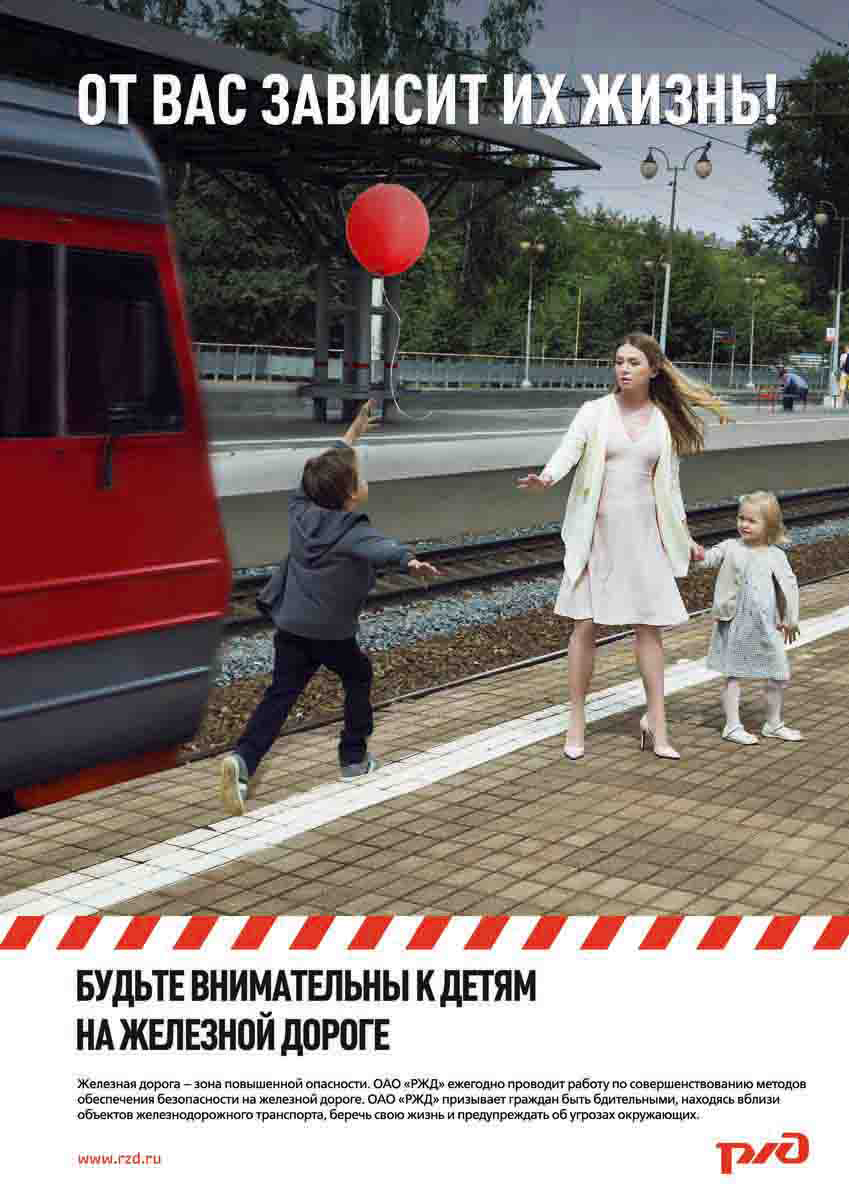 ОТ ВАС ЗАВИСИТ ИХ ЖИЗНЬ!
БУДЬТЕ ВНИМАТЕЛЬНЫ К ДЕТЯМ
НА ЖЕЛЕЗНОЙ ДОРОГЕ
Железная дорога – зона повышенной опасности. ОАО «РЖД» ежегодно проводит работу по совершенствованию методов
обеспечения безопасности на железной дороге. ОАО «РЖД» призывает граждан быть бдительными, находясь вблизи
объектов железнодорожного транспорта, беречь свою жизнь и предупреждать об угрозах окружающих.
www.rzd.ru
РЖД